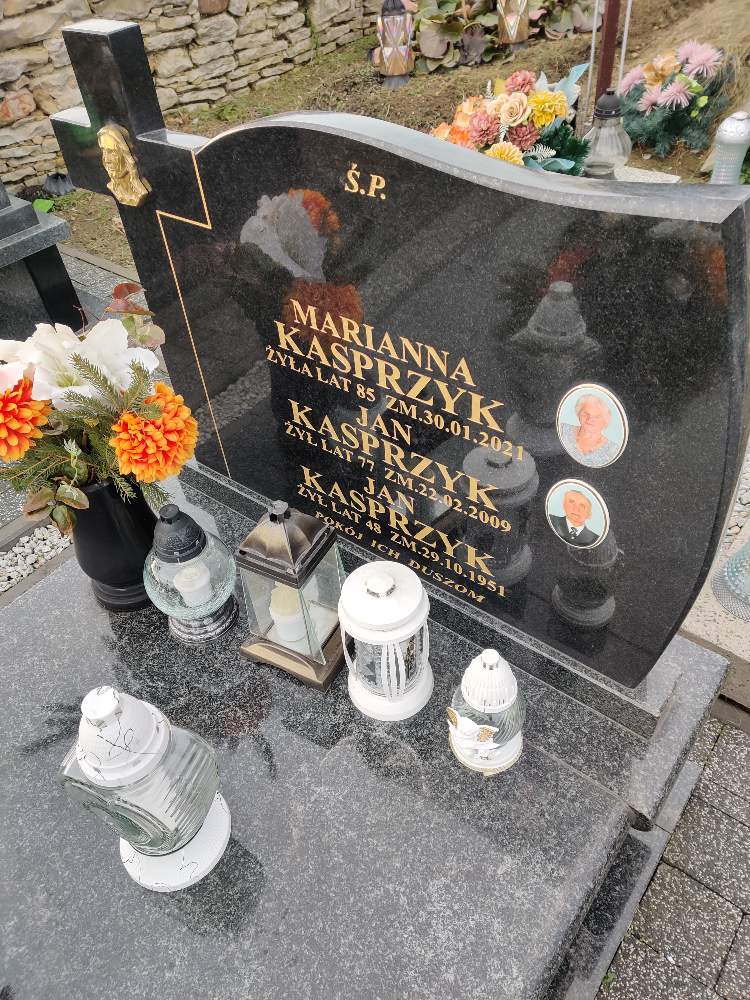 Ś.P.
MARIANNA
KASPRZYK
ŻYŁA LAT 85 ZM.30.01.2021
JAN
KASPRZYK
ŻYŁ LAT 77 ZM.22.02.2009
JAN
KASPRZYK
ŻYŁ LAT 48 ZM.29.10.1951
POKÓJ ICH DUSZOM